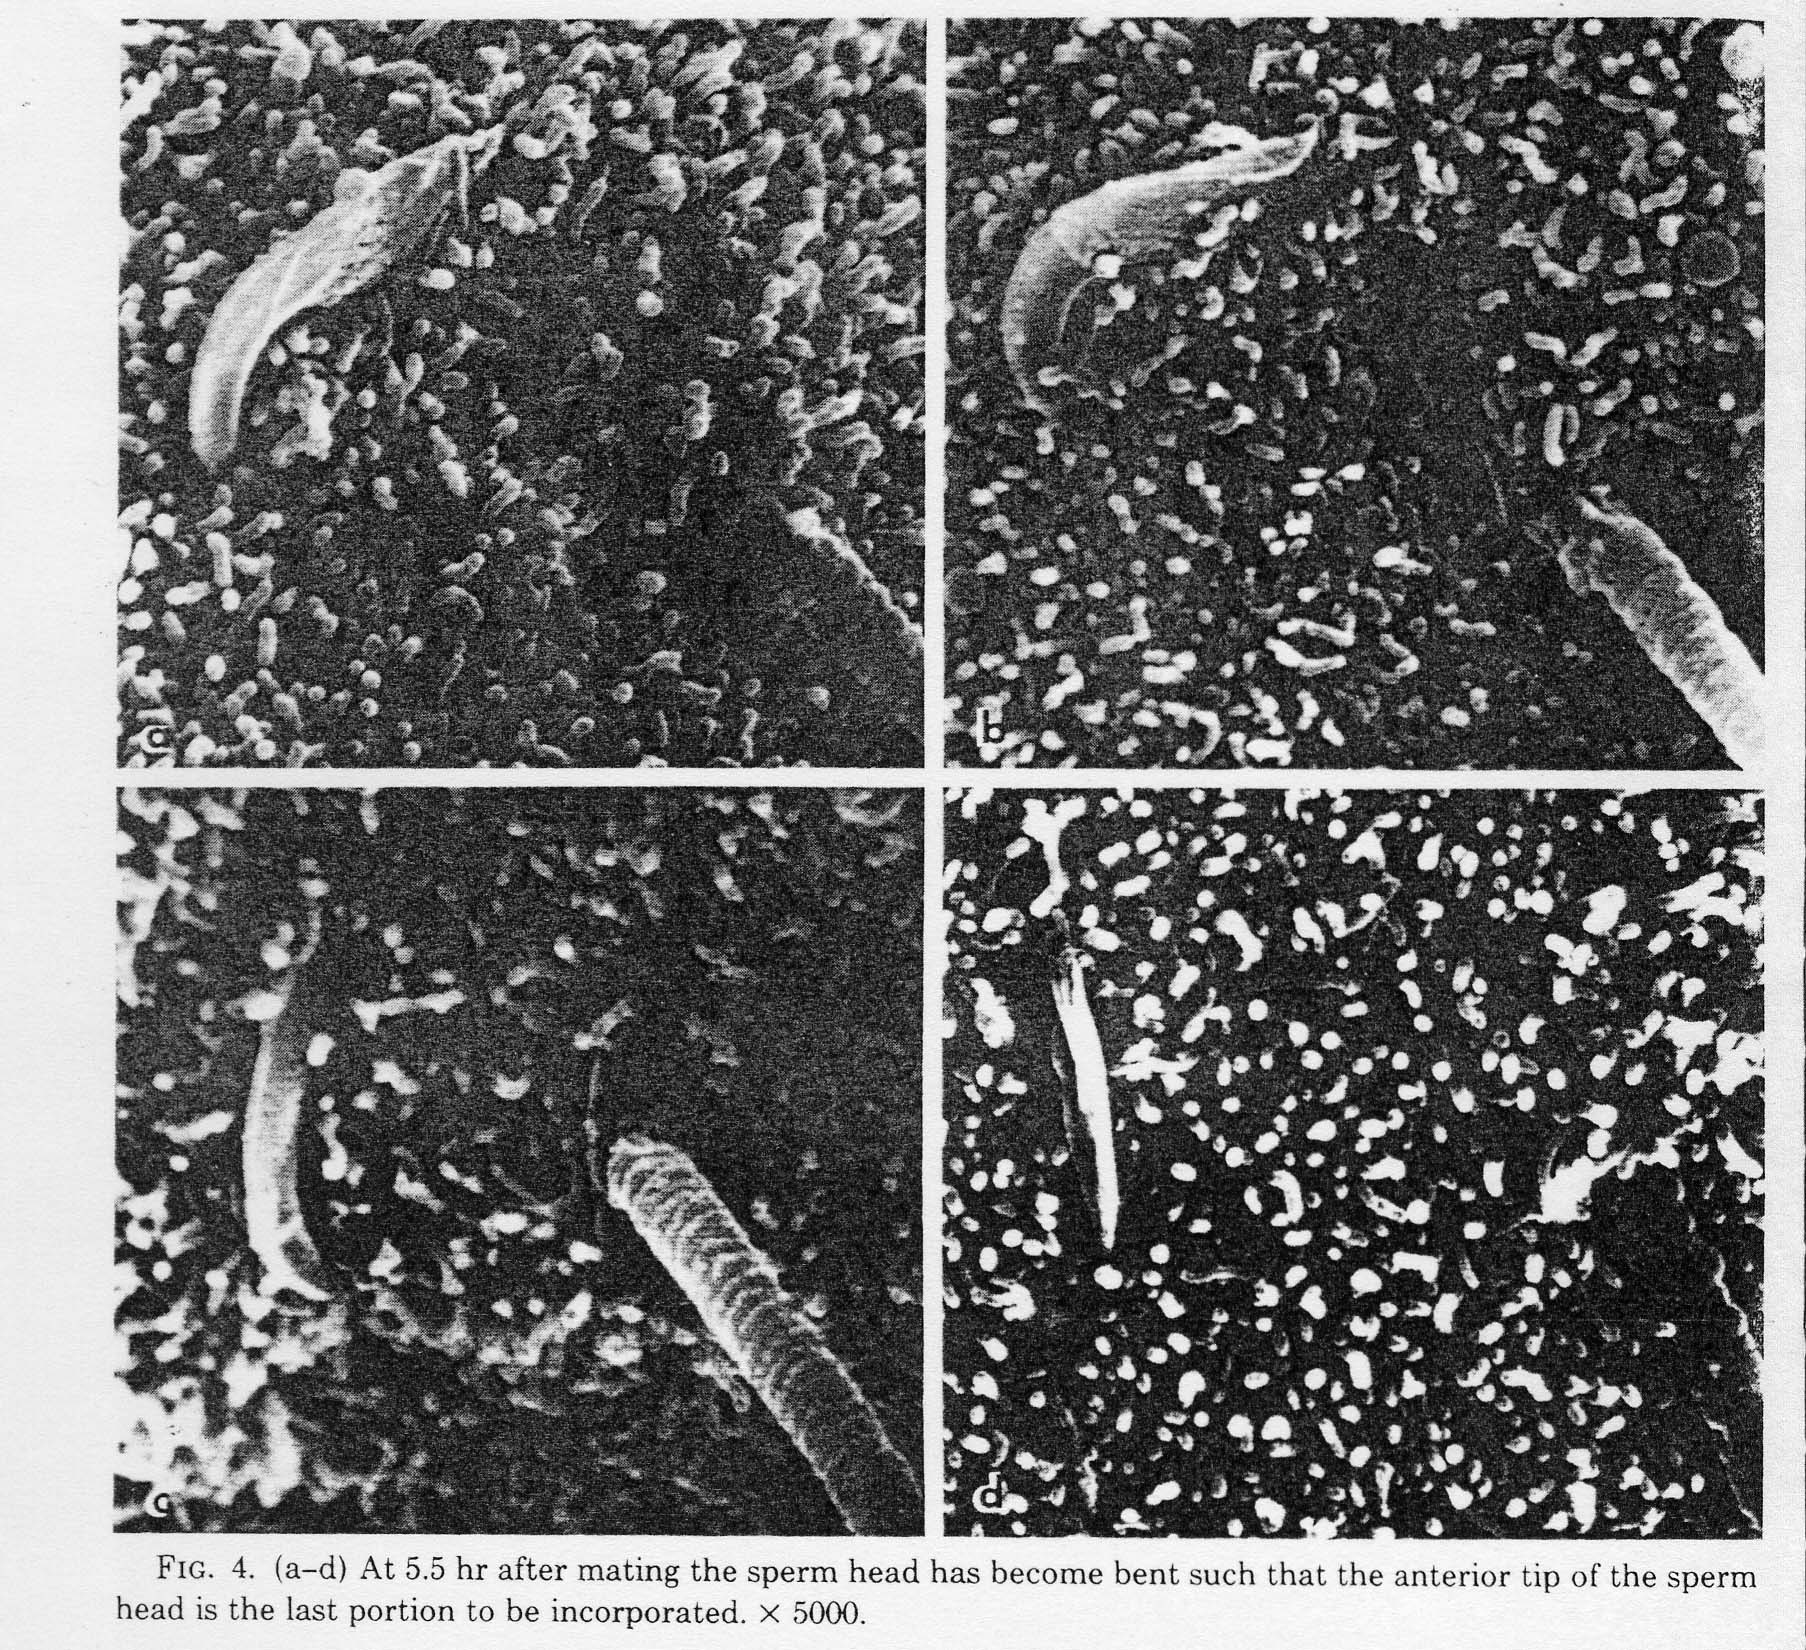 a
b
c
d
FIG. 4. (a–d) At 5.5 hr after mating the sperm head has become bent such that the anterior tip of the sperm
head is the last portion to be incorporated. × 5000.